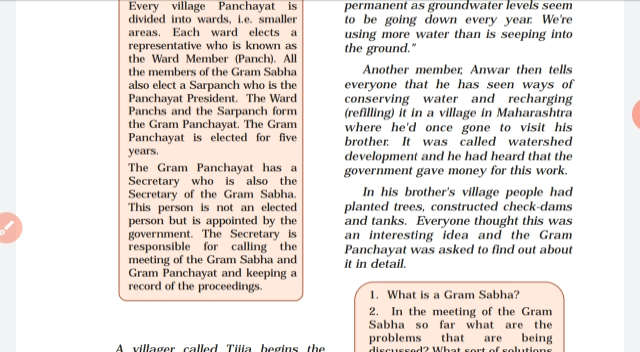 Every village Panchayat is
divided into wards, i.e. smaller
areas. Each ward elects a
representative who is known as
the Ward Member (Panch). All
the members of the Gram Sabha
also elect a Sarpanch who is the
Panchayat President. The Ward
Panchs and the Sarpanch form
the Gram Panchayat. The Gram
Panchayat is elected for five
years.
The Gram Panchayat has a
Secretary who is also the
Secretary of the Gram Sabha.
This person is not an elected
person but is appointed by the
government. The Secretary is
responsible for calling the
meeting of the Gram Sabha and
Gram Panchayat and keeping a
record of the proceedings.
A villager called Tijia begins the
permanent as groundwater levels seem
to be going down every year. We're
using more water than is seeping into
the ground."
Another member, Anwar then tells
everyone that he has seen ways of
conserving water and recharging
(refilling) it in a village in Maharashtra
where he'd once gone to visit his
brother. It was called watershed
development and he had heard that the
government gave money for this work.
In his brother's village people had
planted trees, constructed check-dams
and tanks. Everyone thought this was
an interesting idea and the Gram
Panchayat was asked to find out about
it in detail.
1. What is a Gram Sabha?
2. In the meeting of the Gram
Sabha so far what are the
problems that are being
discussed? What sort of solutions